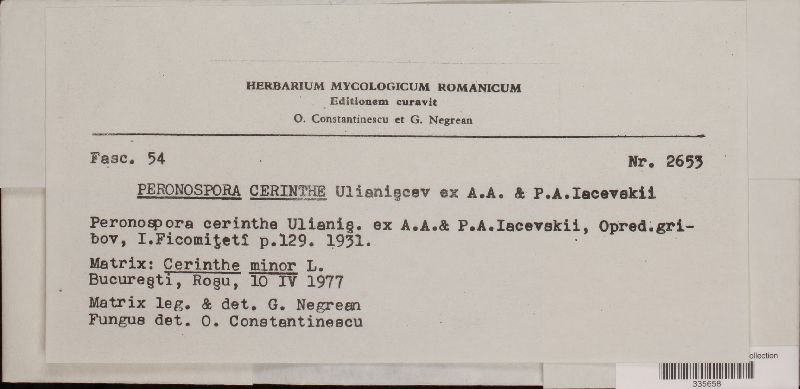 HERBARIUM MYCOLOGICUM ROMANICUM
Editionem curavit
O. Constantinescu et G. Negrean
Fasc. 54
Nr. 2653
PERONOSPORA CERINTHE Ulianişcev ex A.A. & P.A.Iacevskii
Peronospora cerinthe Ulianiş. ex A.A.& P.A.Iacevskii, Opred.gri-
bov, I.Ficomiţetî p.129. 1931.
Matrix: Cerinthe minor L.
Bucureşti, Roşu, 10 IV 1977
Matrix leg. & det. G. Negrean
Fungus det. O. Constantinescu
ollection
335658